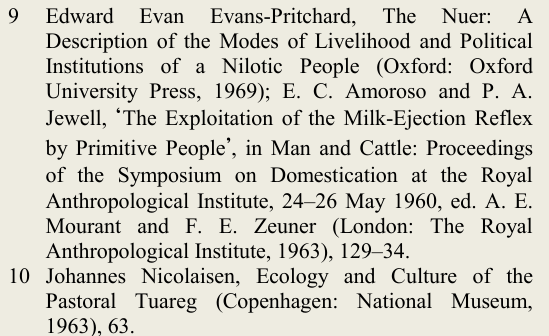 9 Edward Evan Evans-Pritchard, The Nuer: A
Description of the Modes of Livelihood and Political
Institutions of a Nilotic People (Oxford: Oxford
University Press, 1969); E. C. Amoroso and P. A.
Jewell, ‘The Exploitation of the Milk-Ejection Reflex
by Primitive People’, in Man and Cattle: Proceedings
of the Symposium on Domestication at the Royal
Anthropological Institute, 24–26 May 1960, ed. A. E.
Mourant and F. E. Zeuner (London: The Royal
Anthropological Institute, 1963), 129–34.
10 Johannes Nicolaisen, Ecology and Culture of the
Pastoral Tuareg (Copenhagen: National Museum,
1963), 63.